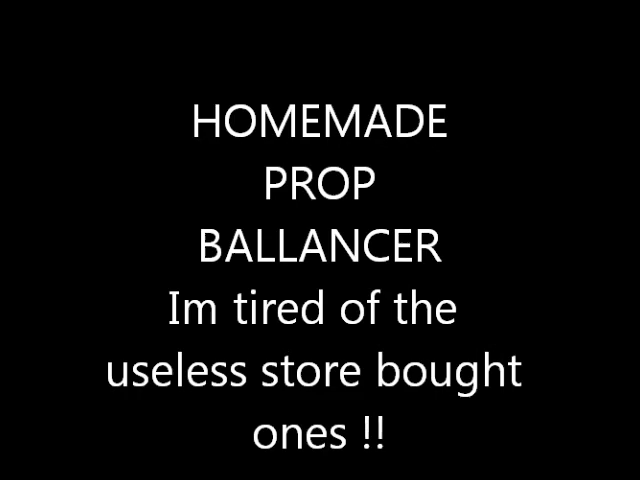 HOMEMADE
PROP
BALLANCER
Im tired of the
useless store bought
ones !!